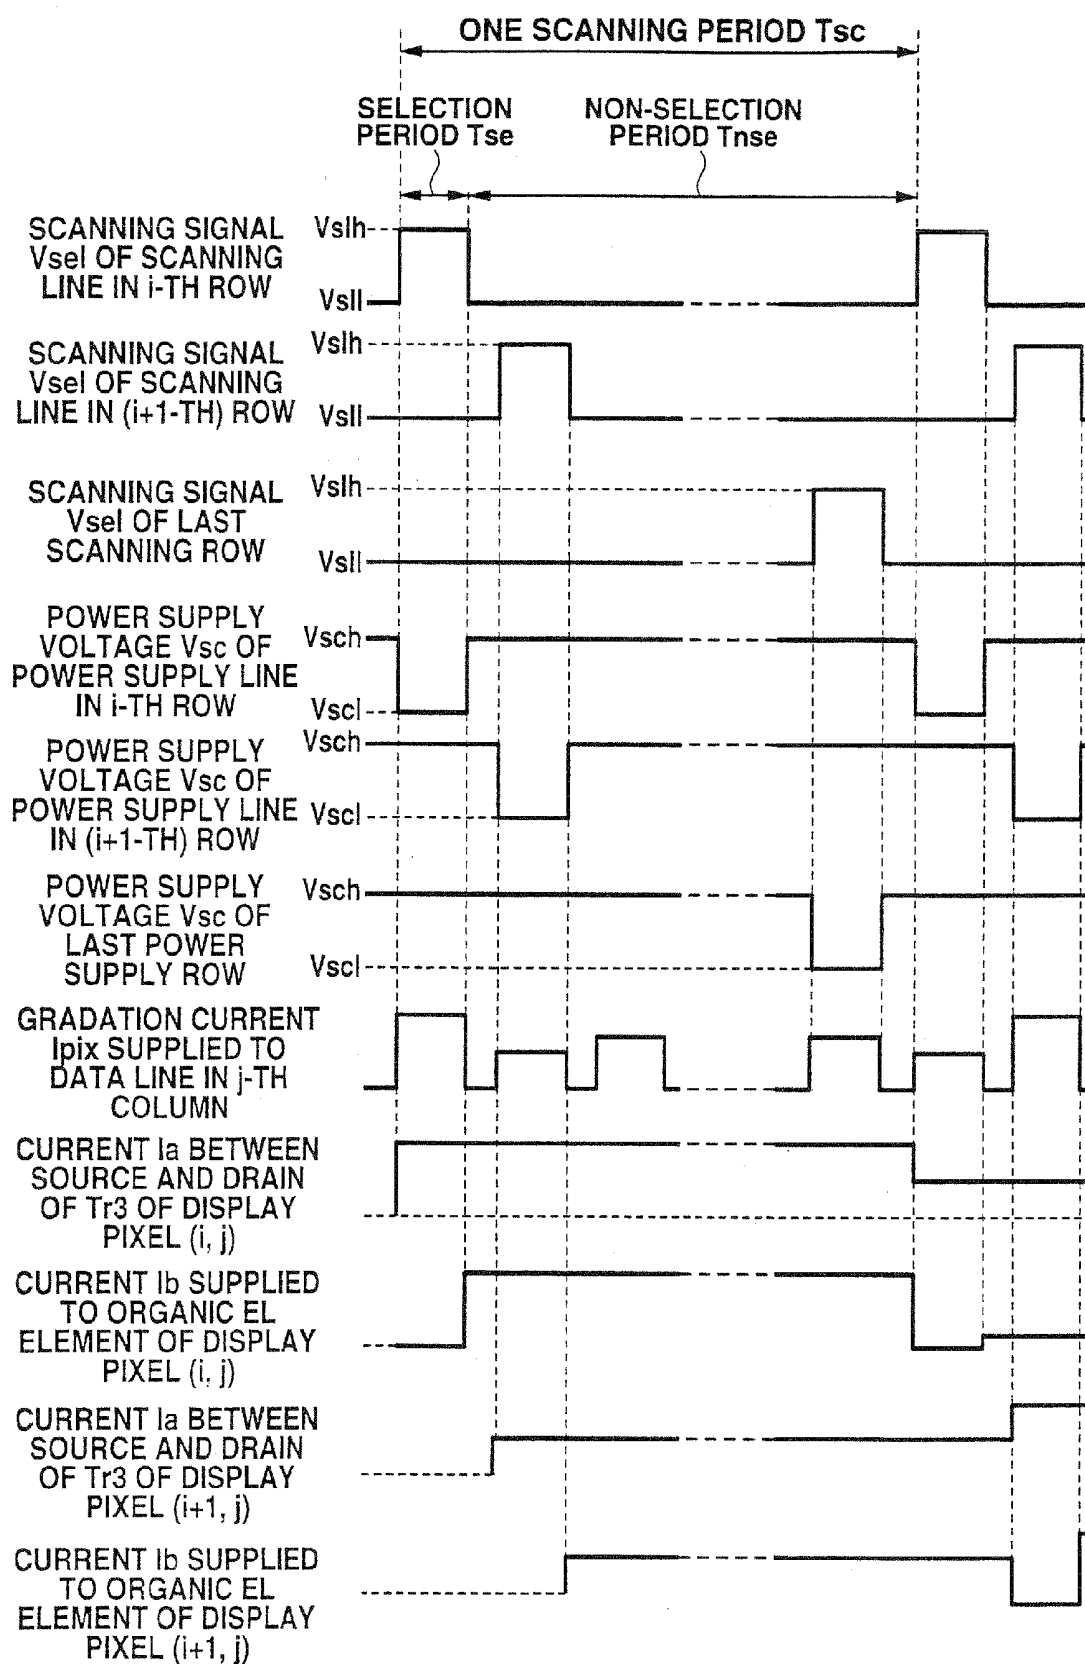 ONE SCANNING PERIOD Tsc
SELECTION
PERIOD Tse
NON-SELECTION
PERIOD Tnse
SCANNING SIGNAL
Vsel OF SCANNING
LINE IN i-TH ROW
Vslh
Vsll
SCANNING SIGNAL
Vsel OF SCANNING
LINE IN (i+1-TH) ROW
Vslh
Vsll
SCANNING SIGNAL
Vsel OF LAST
SCANNING ROW
Vslh
Vsll
POWER SUPPLY
VOLTAGE Vsc OF
POWER SUPPLY LINE
IN i-TH ROW
Vsch
Vscl
POWER SUPPLY
VOLTAGE Vsc OF
POWER SUPPLY LINE
IN (i+1-TH) ROW
Vsch
Vscl
POWER SUPPLY
VOLTAGE Vsc OF
LAST POWER
SUPPLY ROW
Vsch
Vscl
GRADATION CURRENT
Ipix SUPPLIED TO
DATA LINE IN j-TH
COLUMN
CURRENT Ia BETWEEN
SOURCE AND DRAIN
OF Tr3 OF DISPLAY
PIXEL (i, j)
CURRENT Ib SUPPLIED
TO ORGANIC EL
ELEMENT OF DISPLAY
PIXEL (i, j)
CURRENT Ia BETWEEN
SOURCE AND DRAIN
OF Tr3 OF DISPLAY
PIXEL (i+1, j)
CURRENT Ib SUPPLIED
TO ORGANIC EL
ELEMENT OF DISPLAY
PIXEL (i+1, j)